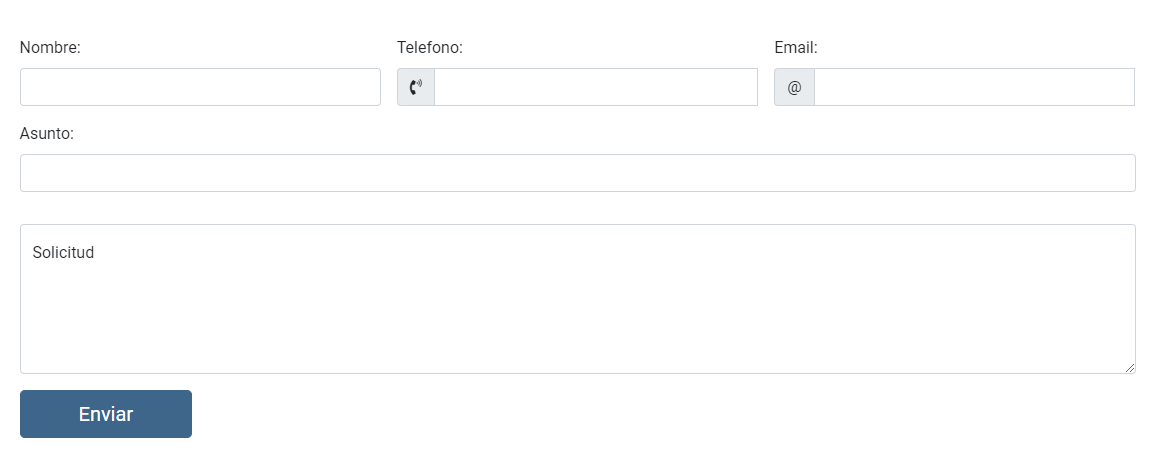 Nombre: Telefono: Email:
@
Asunto:
Solicitud
Enviar